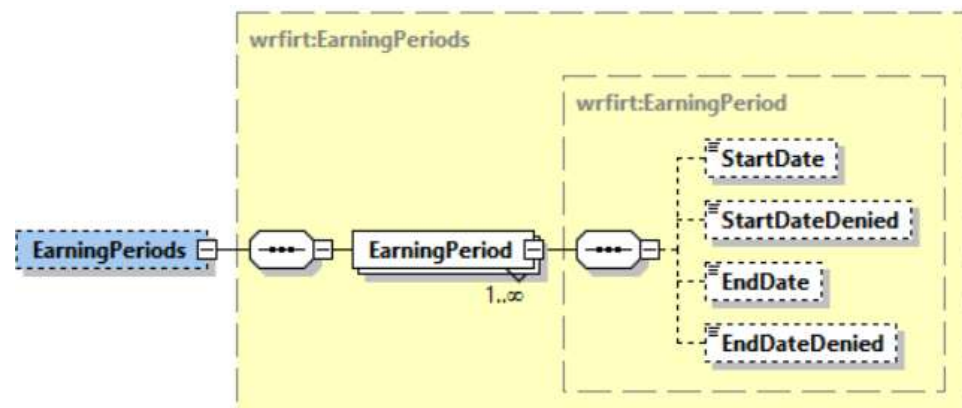 wrfirt:EarningPeriods
wrfirt:EarningPeriod
StartDate
StartDateDenied
EarningPeriods
EarningPeriod
1..∞
EndDate
EndDateDenied